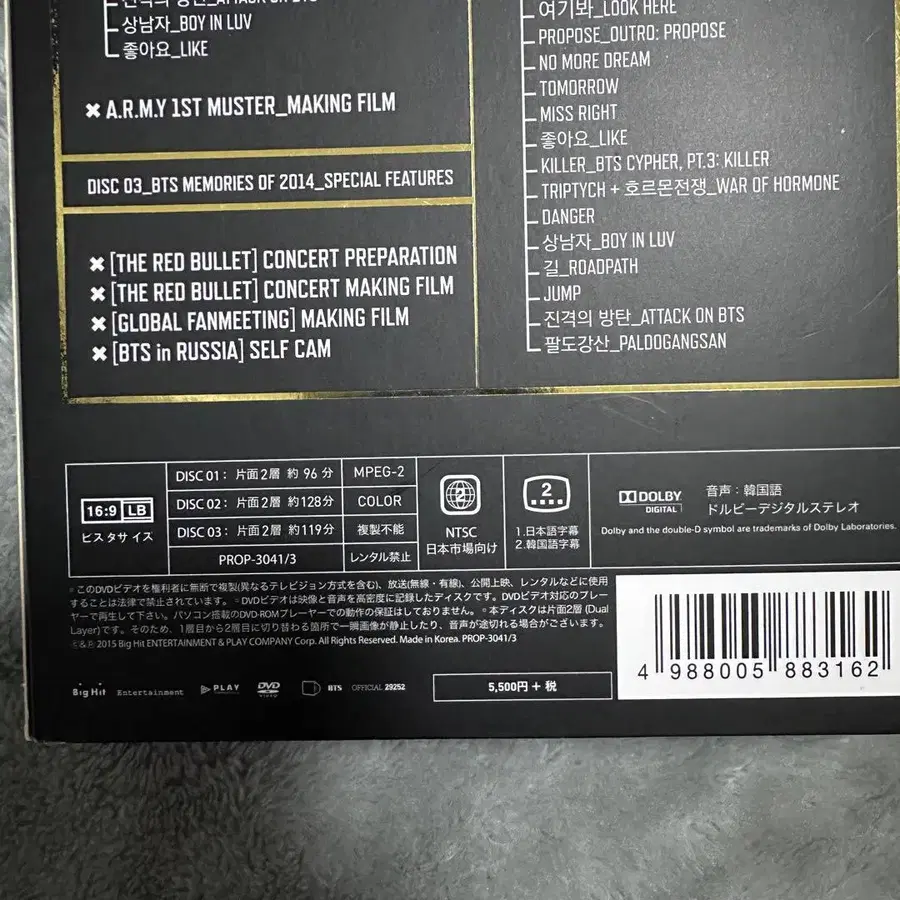 진격의 방탄_ATTACK ON BTS
상남자_BOY IN LUV
좋아요_LIKE
✖ A.R.M.Y 1ST MUSTER_MAKING FILM
DISC 03_BTS MEMORIES OF 2014_SPECIAL FEATURES
✖ [THE RED BULLET] CONCERT PREPARATION
✖ [THE RED BULLET] CONCERT MAKING FILM
✖ [GLOBAL FANMEETING] MAKING FILM
✖ [BTS in RUSSIA] SELF CAM
여기봐_LOOK HERE
PROPOSE_OUTRO: PROPOSE
NO MORE DREAM
TOMORROW
MISS RIGHT
좋아요_LIKE
KILLER_BTS CYPHER, PT.3: KILLER
TRIPTYCH + 호르몬전쟁_WAR OF HORMONE
DANGER
상남자_BOY IN LUV
길_ROADPATH
JUMP
진격의 방탄_ATTACK ON BTS
팔도강산_PALDOGANGSAN
16:9 LB
ビスタサイズ
DISC 01: 片面2層 約 96 分 MPEG-2
DISC 02: 片面2層 約128分 COLOR
DISC 03: 片面2層 約119分 複製不能
PROP-3041/3 レンタル禁止
2
NTSC
日本市場向け
2
1.日本語字幕
2.韓国語字幕
DOLBY
DIGITAL
音声：韓国語
ドルビーデジタルステレオ
Dolby and the double-D symbol are trademarks of Dolby Laboratories.
◦このDVDビデオを権利者に無断で複製(異なるテレビジョン方式を含む)、放送(無線・有線)、公開上映、レンタルなどに使用
することは法律で禁止されています。◦DVDビデオは映像と音声を高密度に記録したディスクです。DVDビデオ対応のプレー
ヤーで再生して下さい。パソコン搭載のDVD-ROMプレーヤーでの動作の保証はしておりません。◦本ディスクは片面2層 (Dual
Layer)です。そのため、1層目から2層目に切り替わる箇所で一瞬画像が静止したり、音声が途切れる場合がございます。
Ⓒ&Ⓟ 2015 Big Hit ENTERTAINMENT & PLAY COMPANY Corp. All Rights Reserved. Made in Korea. PROP-3041/3
Big Hit Entertainment PLAY DVD VIDEO BTS OFFICIAL 29252
5,500円 + 税
4 988005 883162